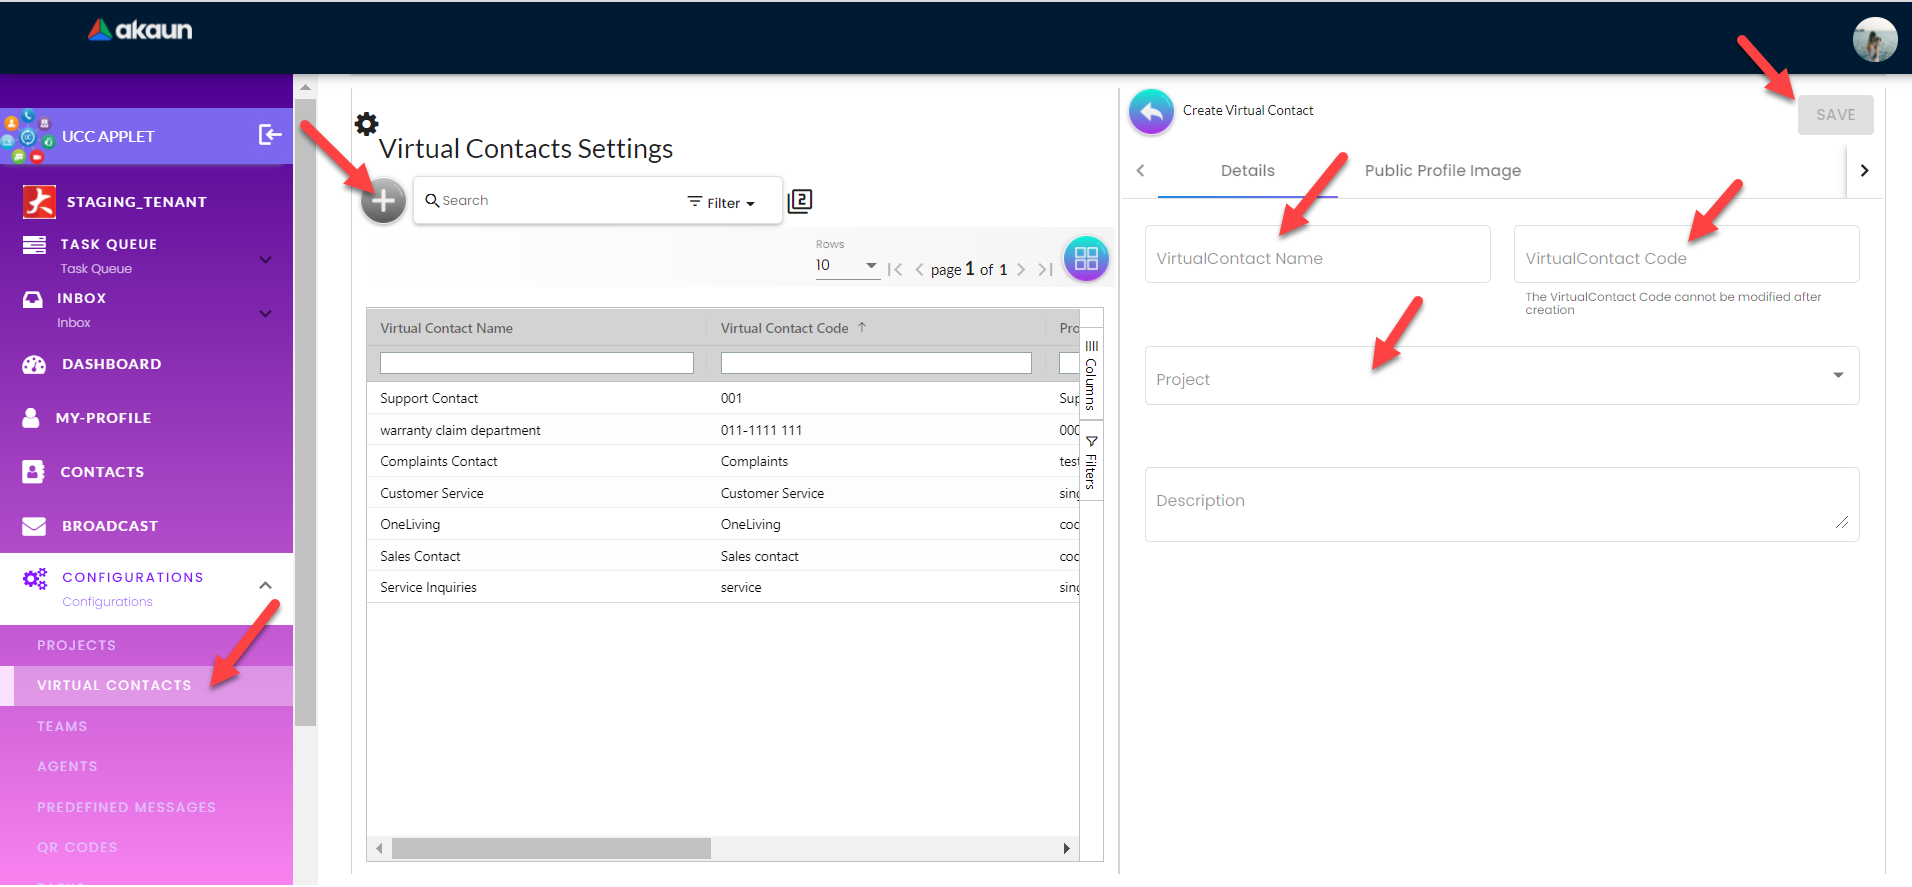 akaun
UCC APPLET
STAGING_TENANT
TASK QUEUE
Task Queue
INBOX
Inbox
DASHBOARD
MY-PROFILE
CONTACTS
BROADCAST
CONFIGURATIONS
Configurations
PROJECTS
VIRTUAL CONTACTS
TEAMS
AGENTS
PREDEFINED MESSAGES
QR CODES
Virtual Contacts Settings
Search
Filter
2
Rows
10
page 1 of 1
Virtual Contact Name Virtual Contact Code Pro
Support Contact 001 Sup
warranty claim department 011-1111 111 000
Complaints Contact Complaints test
Customer Service Customer Service sing
OneLiving OneLiving coc
Sales Contact Sales contact coc
Service Inquiries service sing
Columns
Filters
Create Virtual Contact
SAVE
Details Public Profile Image
VirtualContact Name
VirtualContact Code
The VirtualContact Code cannot be modified after
creation
Project
Description